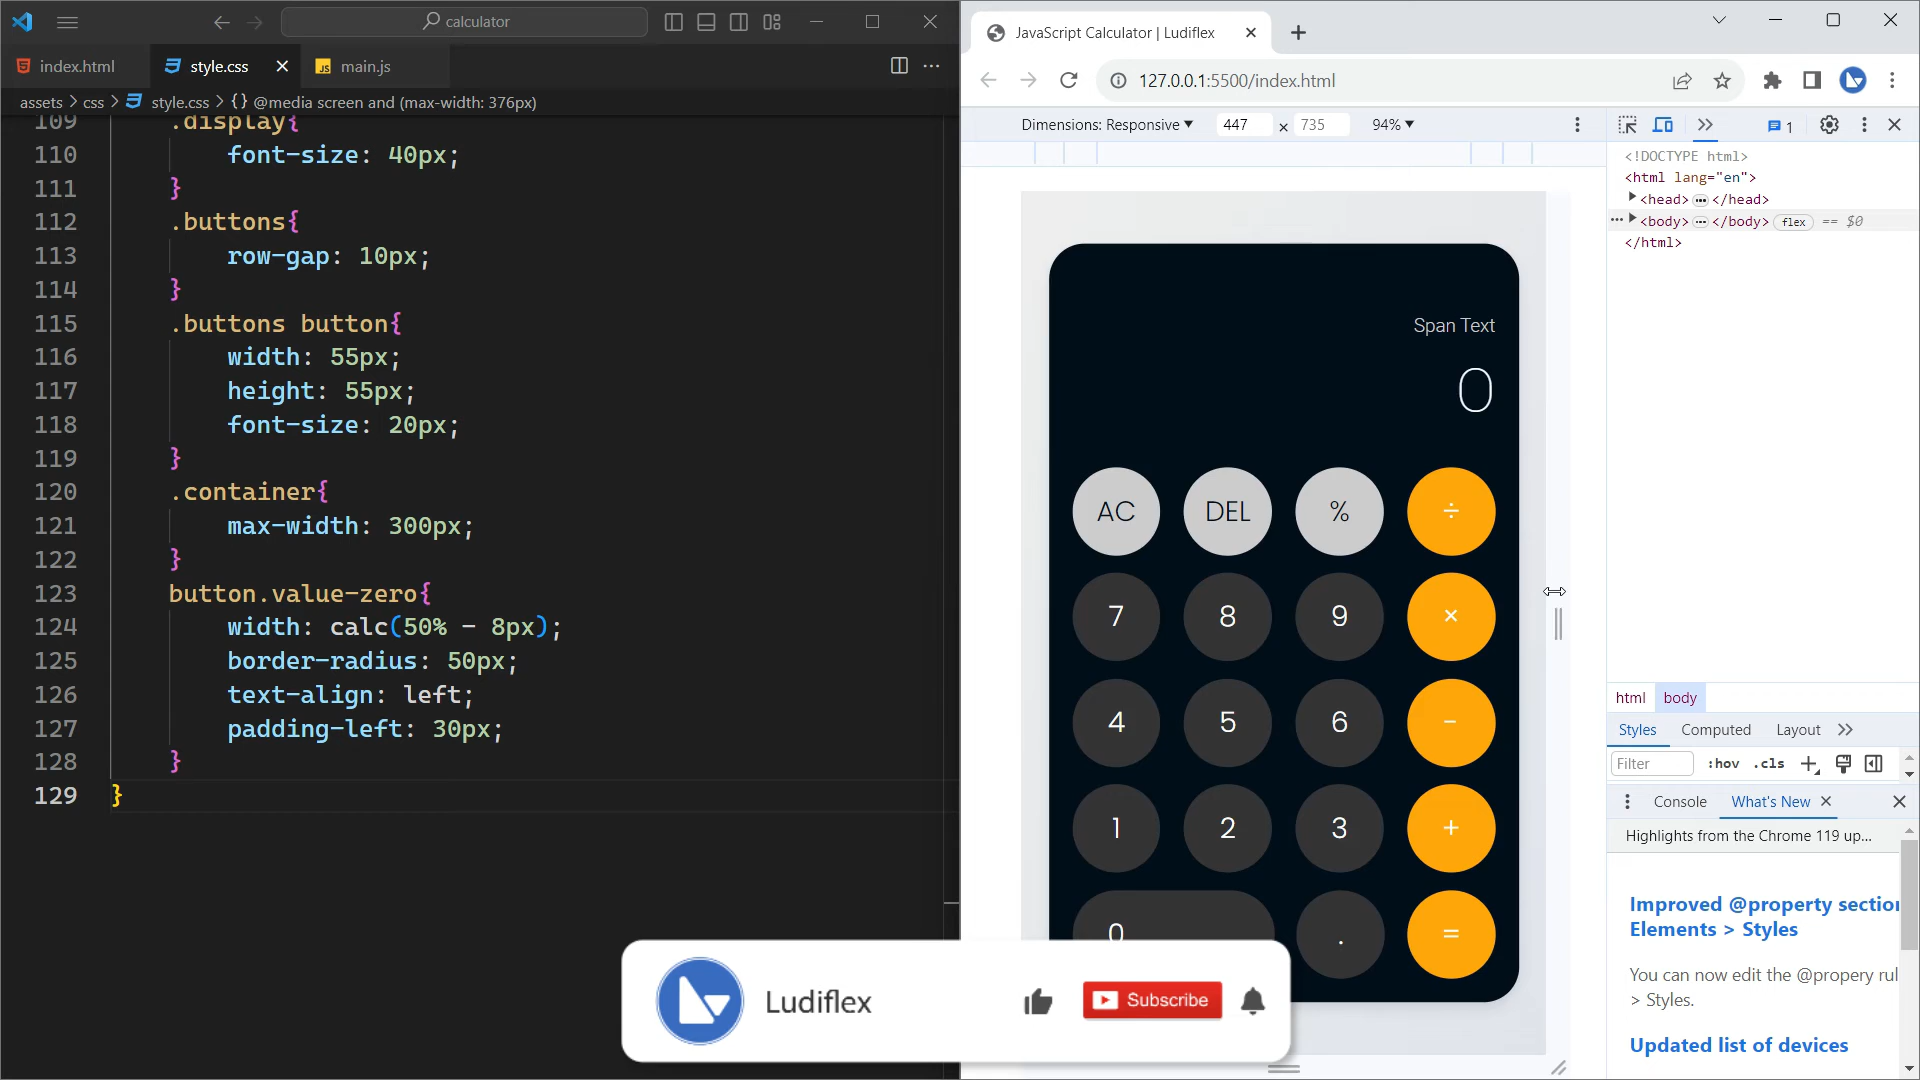 calculator
index.html
style.css
JS main.js
assets > css > style.css > {} @media screen and (max-width: 376px)
109 .display{
110 font-size: 40px;
111 }
112 .buttons{
113 row-gap: 10px;
114 }
115 .buttons button{
116 width: 55px;
117 height: 55px;
118 font-size: 20px;
119 }
120 .container{
121 max-width: 300px;
122 }
123 button.value-zero{
124 width: calc(50% - 8px);
125 border-radius: 50px;
126 text-align: left;
127 padding-left: 30px;
128 }
129 }
JavaScript Calculator | Ludiflex
127.0.0.1:5500/index.html
Dimensions: Responsive 447 × 735 94%
Span Text
0
AC DEL % ÷
7 8 9 ×
4 5 6 -
1 2 3 +
0 . =
1
<!DOCTYPE html>
<html lang="en">
<head> … </head>
… <body> … </body> flex == $0
</html>
html body
Styles Computed Layout
Filter :hov .cls
Console What's New
Highlights from the Chrome 119 up...
Improved @property section
Elements > Styles
You can now edit the @propery rul
> Styles.
Updated list of devices
Ludiflex
Subscribe